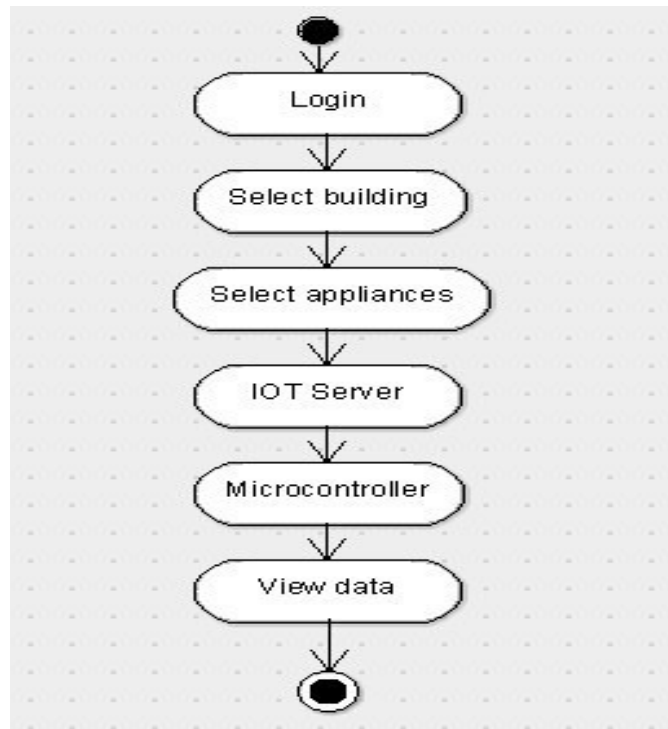 Login
Select building
Select appliances
IOT Server
Microcontroller
View data